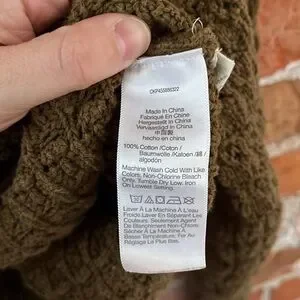 Made In China
Fabriqué En Chine
Hergestellt In China
Vervaardigd In China
中国製
hecho en china
100% Cotton /Coton /
Baumwolle /Katoen /綿 /
algodón
Machine Wash Cold With Like
Colors. Non-Chlorine Bleach
Only. Tumble Dry Low. Iron
On Lowest Setting.
Laver À La Machine À L'eau
Froide.Laver En Séparant Les
Couleurs. Seulement Agent
De Blanchiment Non-Chloré.
Sécher À La Machine À
Basse Température. Fer Au
Réglage Le Plus Bas.